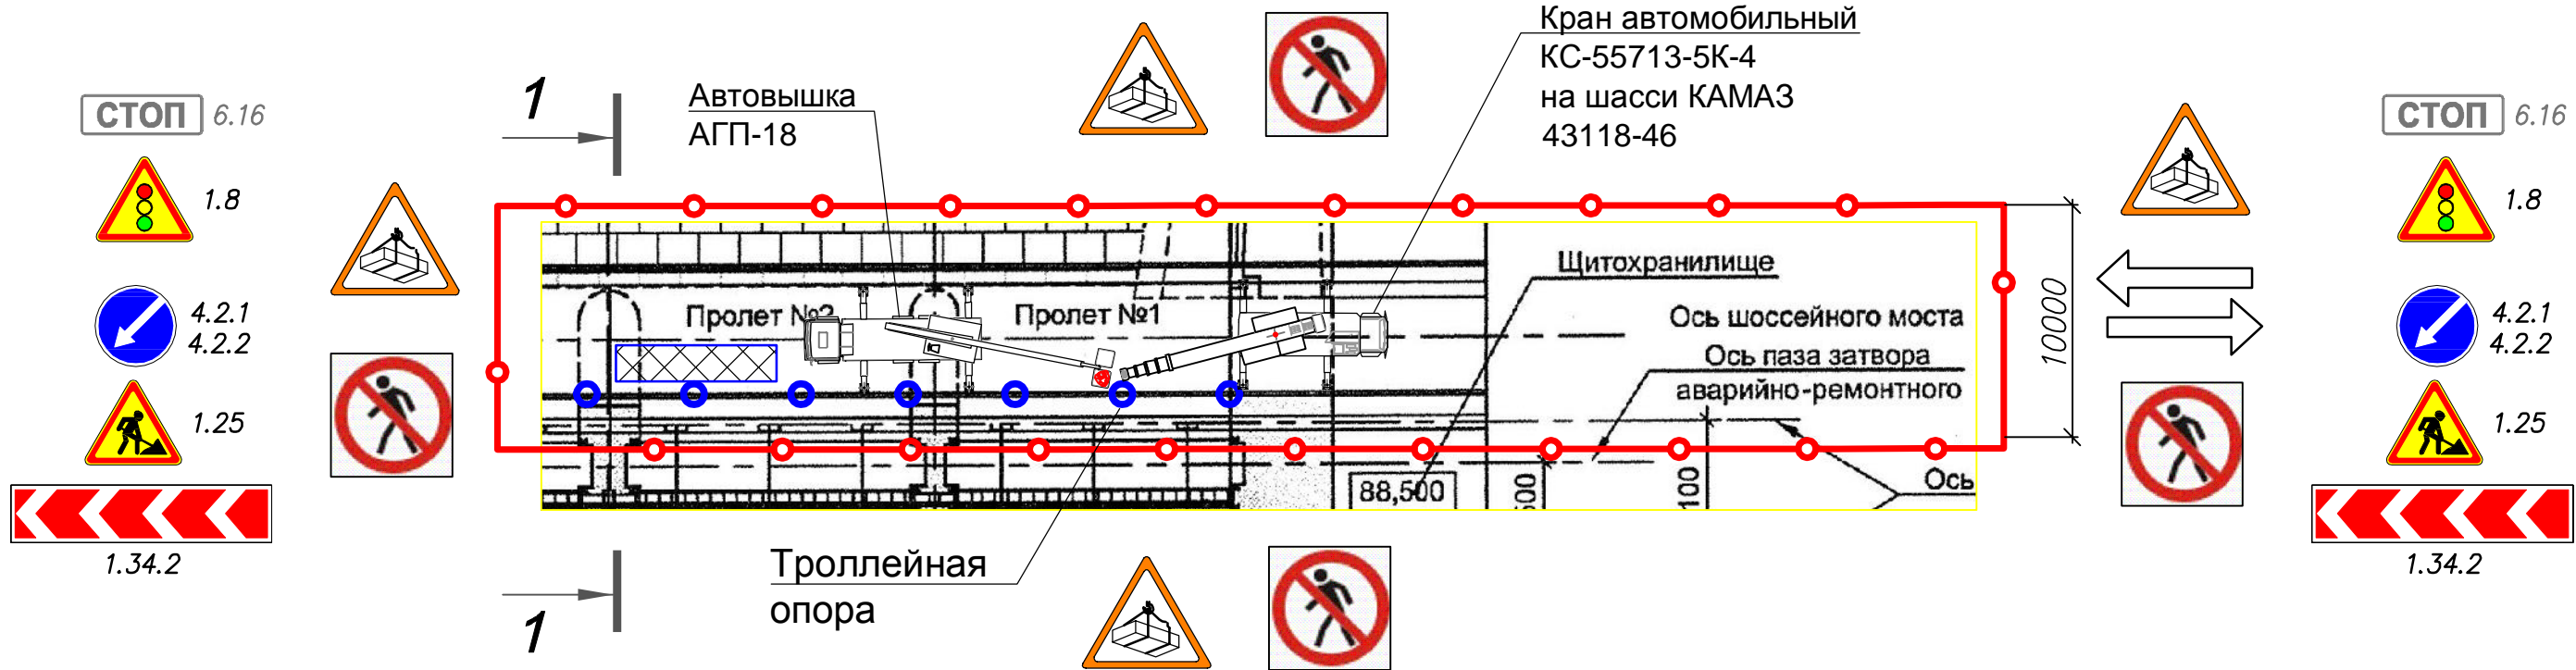 СТОП 6.16
1.8
4.2.1
4.2.2
1.25
1.34.2
1
Автовышка
АГП-18
Кран автомобильный
КС-55713-5К-4
на шасси КАМАЗ
43118-46
Пролет №2
Пролет №1
Щитохранилище
Ось шоссейного моста
Ось паза затвора
аварийно-ремонтного
Ось
88,500
500
100
10000
Троллейная
опора
1
СТОП 6.16
1.8
4.2.1
4.2.2
1.25
1.34.2